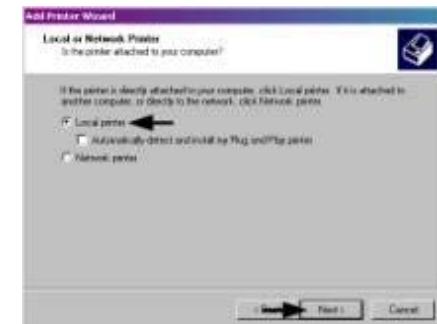 Add Printer Wizard
Local or Network Printer
Is the printer attached to your computer?
If the printer is directly attached to your computer, click Local printer. If it is attached to
another computer, or directly to the network, click Network printer.
Local printer
Automatically detect and install my Plug and Play printer
Network printer
Next >
Cancel